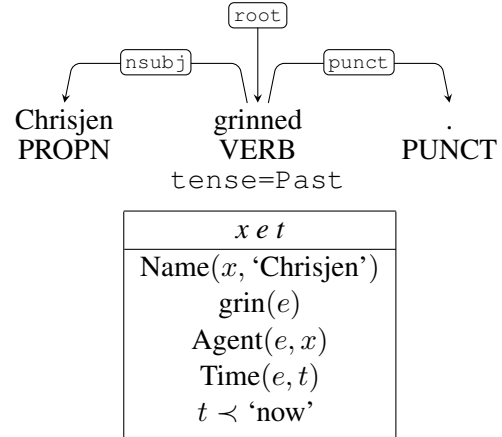 root
nsubj punct
Chrisjen grinned .
PROPN VERB PUNCT
tense=Past
x e t
Name(x, ‘Chrisjen’)
grin(e)
Agent(e, x)
Time(e, t)
t ≺ ‘now’